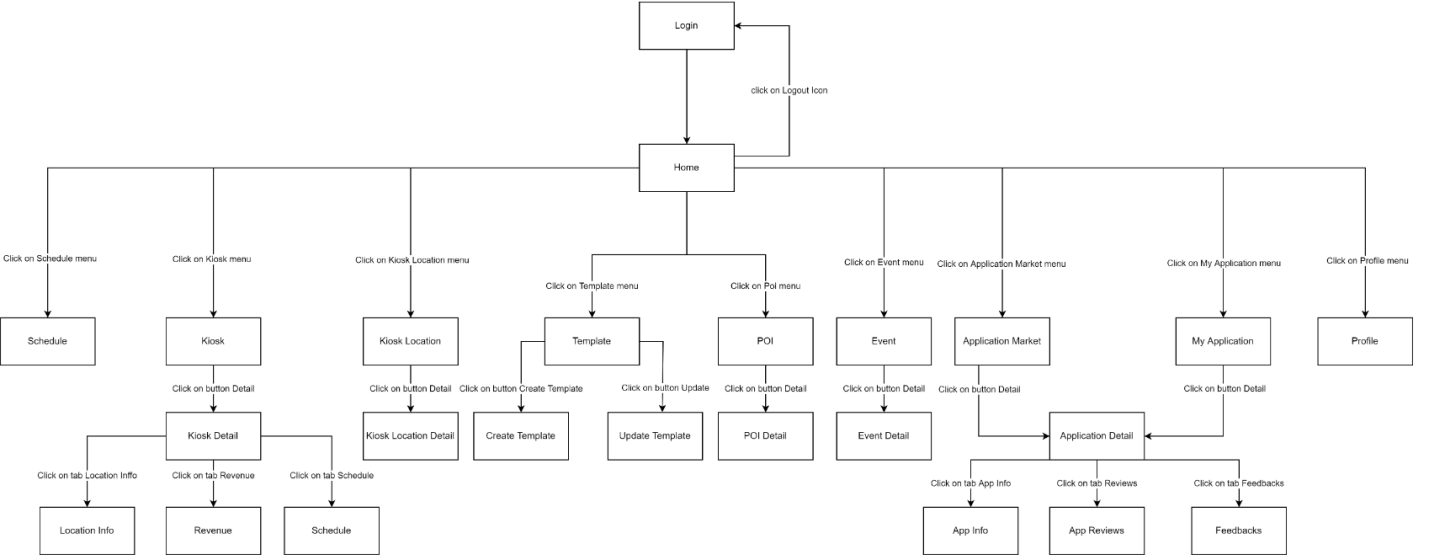 Login
click on Logout Icon
Home
Click on Schedule menu
Click on Kiosk menu
Click on Kiosk Location menu
Click on Template menu
Click on PoI menu
Click on Event menu
Click on Application Market menu
Click on My Application menu
Click on Profile menu
Schedule
Kiosk
Kiosk Location
Template
POI
Event
Application Market
My Application
Profile
Click on button Detail
Click on button Detail
Click on button Create Template
Click on button Update
Click on button Detail
Click on button Detail
Click on button Detail
Click on button Detail
Kiosk Detail
Kiosk Location Detail
Create Template
Update Template
POI Detail
Event Detail
Application Detail
Click on tab Location Inffo
Click on tab Revenue
Click on tab Schedule
Click on tab App Info
Click on tab Reviews
Click on tab Feedbacks
Location Info
Revenue
Schedule
App Info
App Reviews
Feedbacks